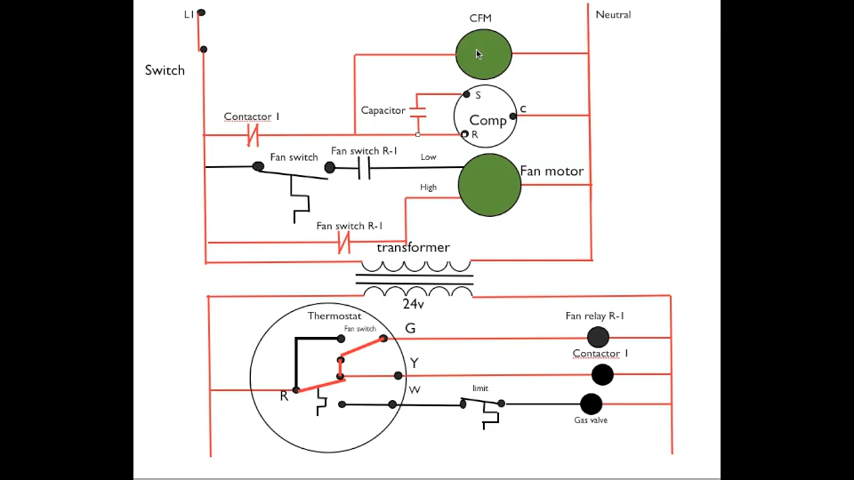 CFM
L1
Neutral
Switch
S
Capacitor
C
Contactor 1
Comp
R
Fan switch
Fan switch R-1
Low
Fan motor
High
Fan switch R-1
transformer
24v
Thermostat
Fan relay R-1
Fan switch
G
Contactor 1
Y
R
W
limit
Gas valve